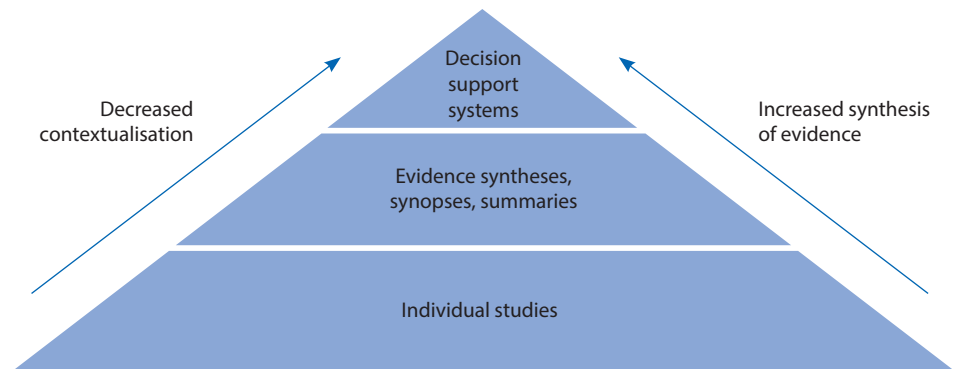 Decision
support
systems
Decreased
contextualisation
Increased synthesis
of evidence
Evidence syntheses,
synopses, summaries
Individual studies